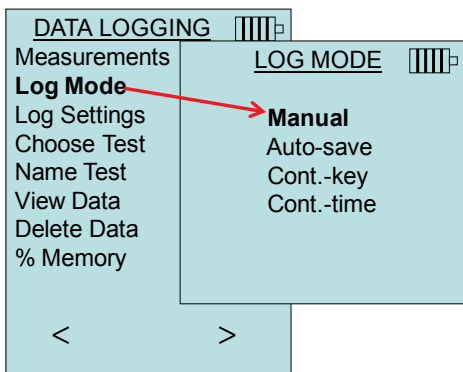 DATA LOGGING
Measurements
Log Mode
Log Settings
Choose Test
Name Test
View Data
Delete Data
% Memory
< >
LOG MODE
Manual
Auto-save
Cont.-key
Cont.-time